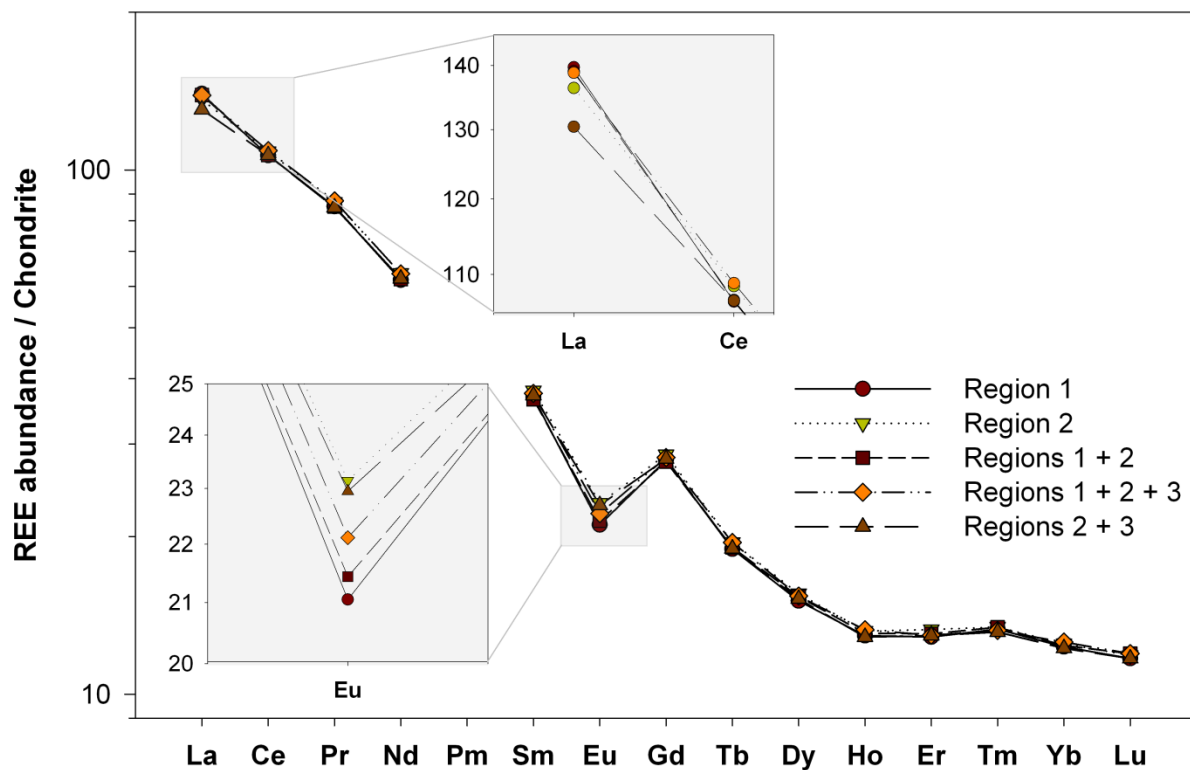 REE abundance / Chondrite
100
10
140
130
120
110
La Ce
25
24
23
22
21
20
Eu
Region 1
Region 2
Regions 1 + 2
Regions 1 + 2 + 3
Regions 2 + 3
La Ce Pr Nd Pm Sm Eu Gd Tb Dy Ho Er Tm Yb Lu